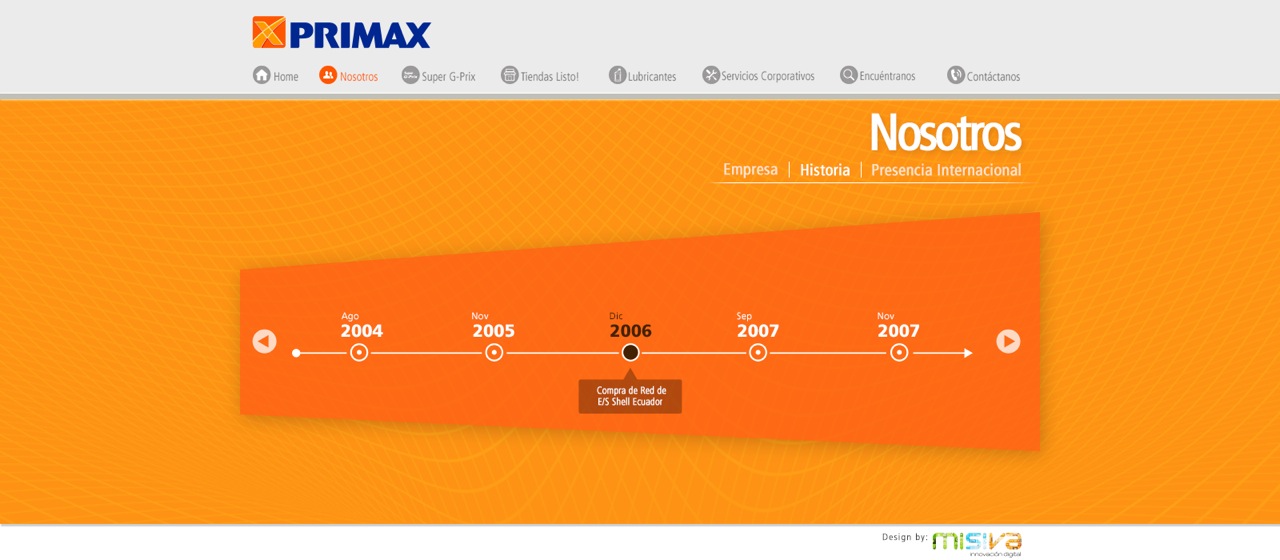 PRIMAX
Home Nosotros Super G-Prix Tiendas Listo! Lubricantes Servicios Corporativos Encuéntranos Contáctanos
Nosotros
Empresa Historia Presencia Internacional
Ago Nov Dic Sep Nov
2004 2005 2006 2007 2007
Compra de Red de
E/S Shell Ecuador
Design by: misiva
innovación digital